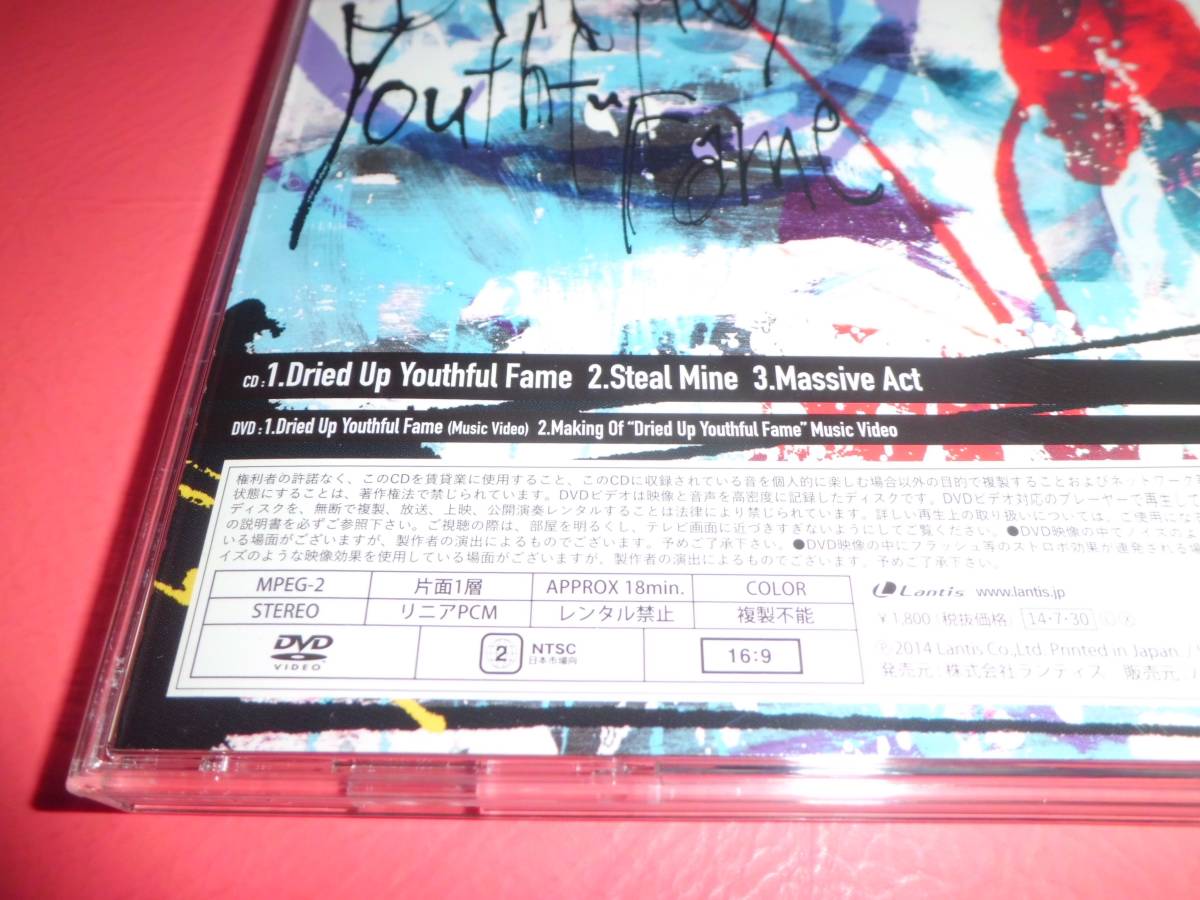 Youthful
Fame
CD:1.Dried Up Youthful Fame 2.Steal Mine 3.Massive Act
DVD:1.Dried Up Youthful Fame (Music Video) 2.Making Of “Dried Up Youthful Fame” Music Video
権利者の許諾なく、このCDを賃貸業に使用すること、このCDに収録されている音を個人的に楽しむ場合以外の目的で複製することおよびネットワーク
状態にすることは、著作権法で禁じられています。DVDビデオは映像と音声を高密度に記録したディスクです。DVDビデオ対応のプレーヤーで再生し
ディスクを、無断で複製、放送、上映、公開演奏レンタルすることは法律により禁じられています。詳しい再生上の取り扱いについては、ご使用にな
の説明書を必ずご参照下さい。ご視聴の際は、部屋を明るくし、テレビ画面に近づきすぎないようにしてご覧ください。●DVD映像の中でノイズのよ
いる場面がございますが、製作者の演出によるものでございます。予めご了承下さい。●DVD映像の中にフラッシュ等のストロボ効果が連発される場
イズのような映像効果を使用している場面がございますが、製作者の演出によるものでございます。予めご了承下さい。
MPEG-2 片面1層 APPROX 18min. COLOR
STEREO リニアPCM レンタル禁止 複製不能
DVD VIDEO 2 NTSC 日本市場向 16:9
Lantis www.lantis.jp
¥1,800（税抜価格） 14・7・30
Ⓟ2014 Lantis Co.,Ltd. Printed in Japan. /
発売元：株式会社ランティス 販売元：